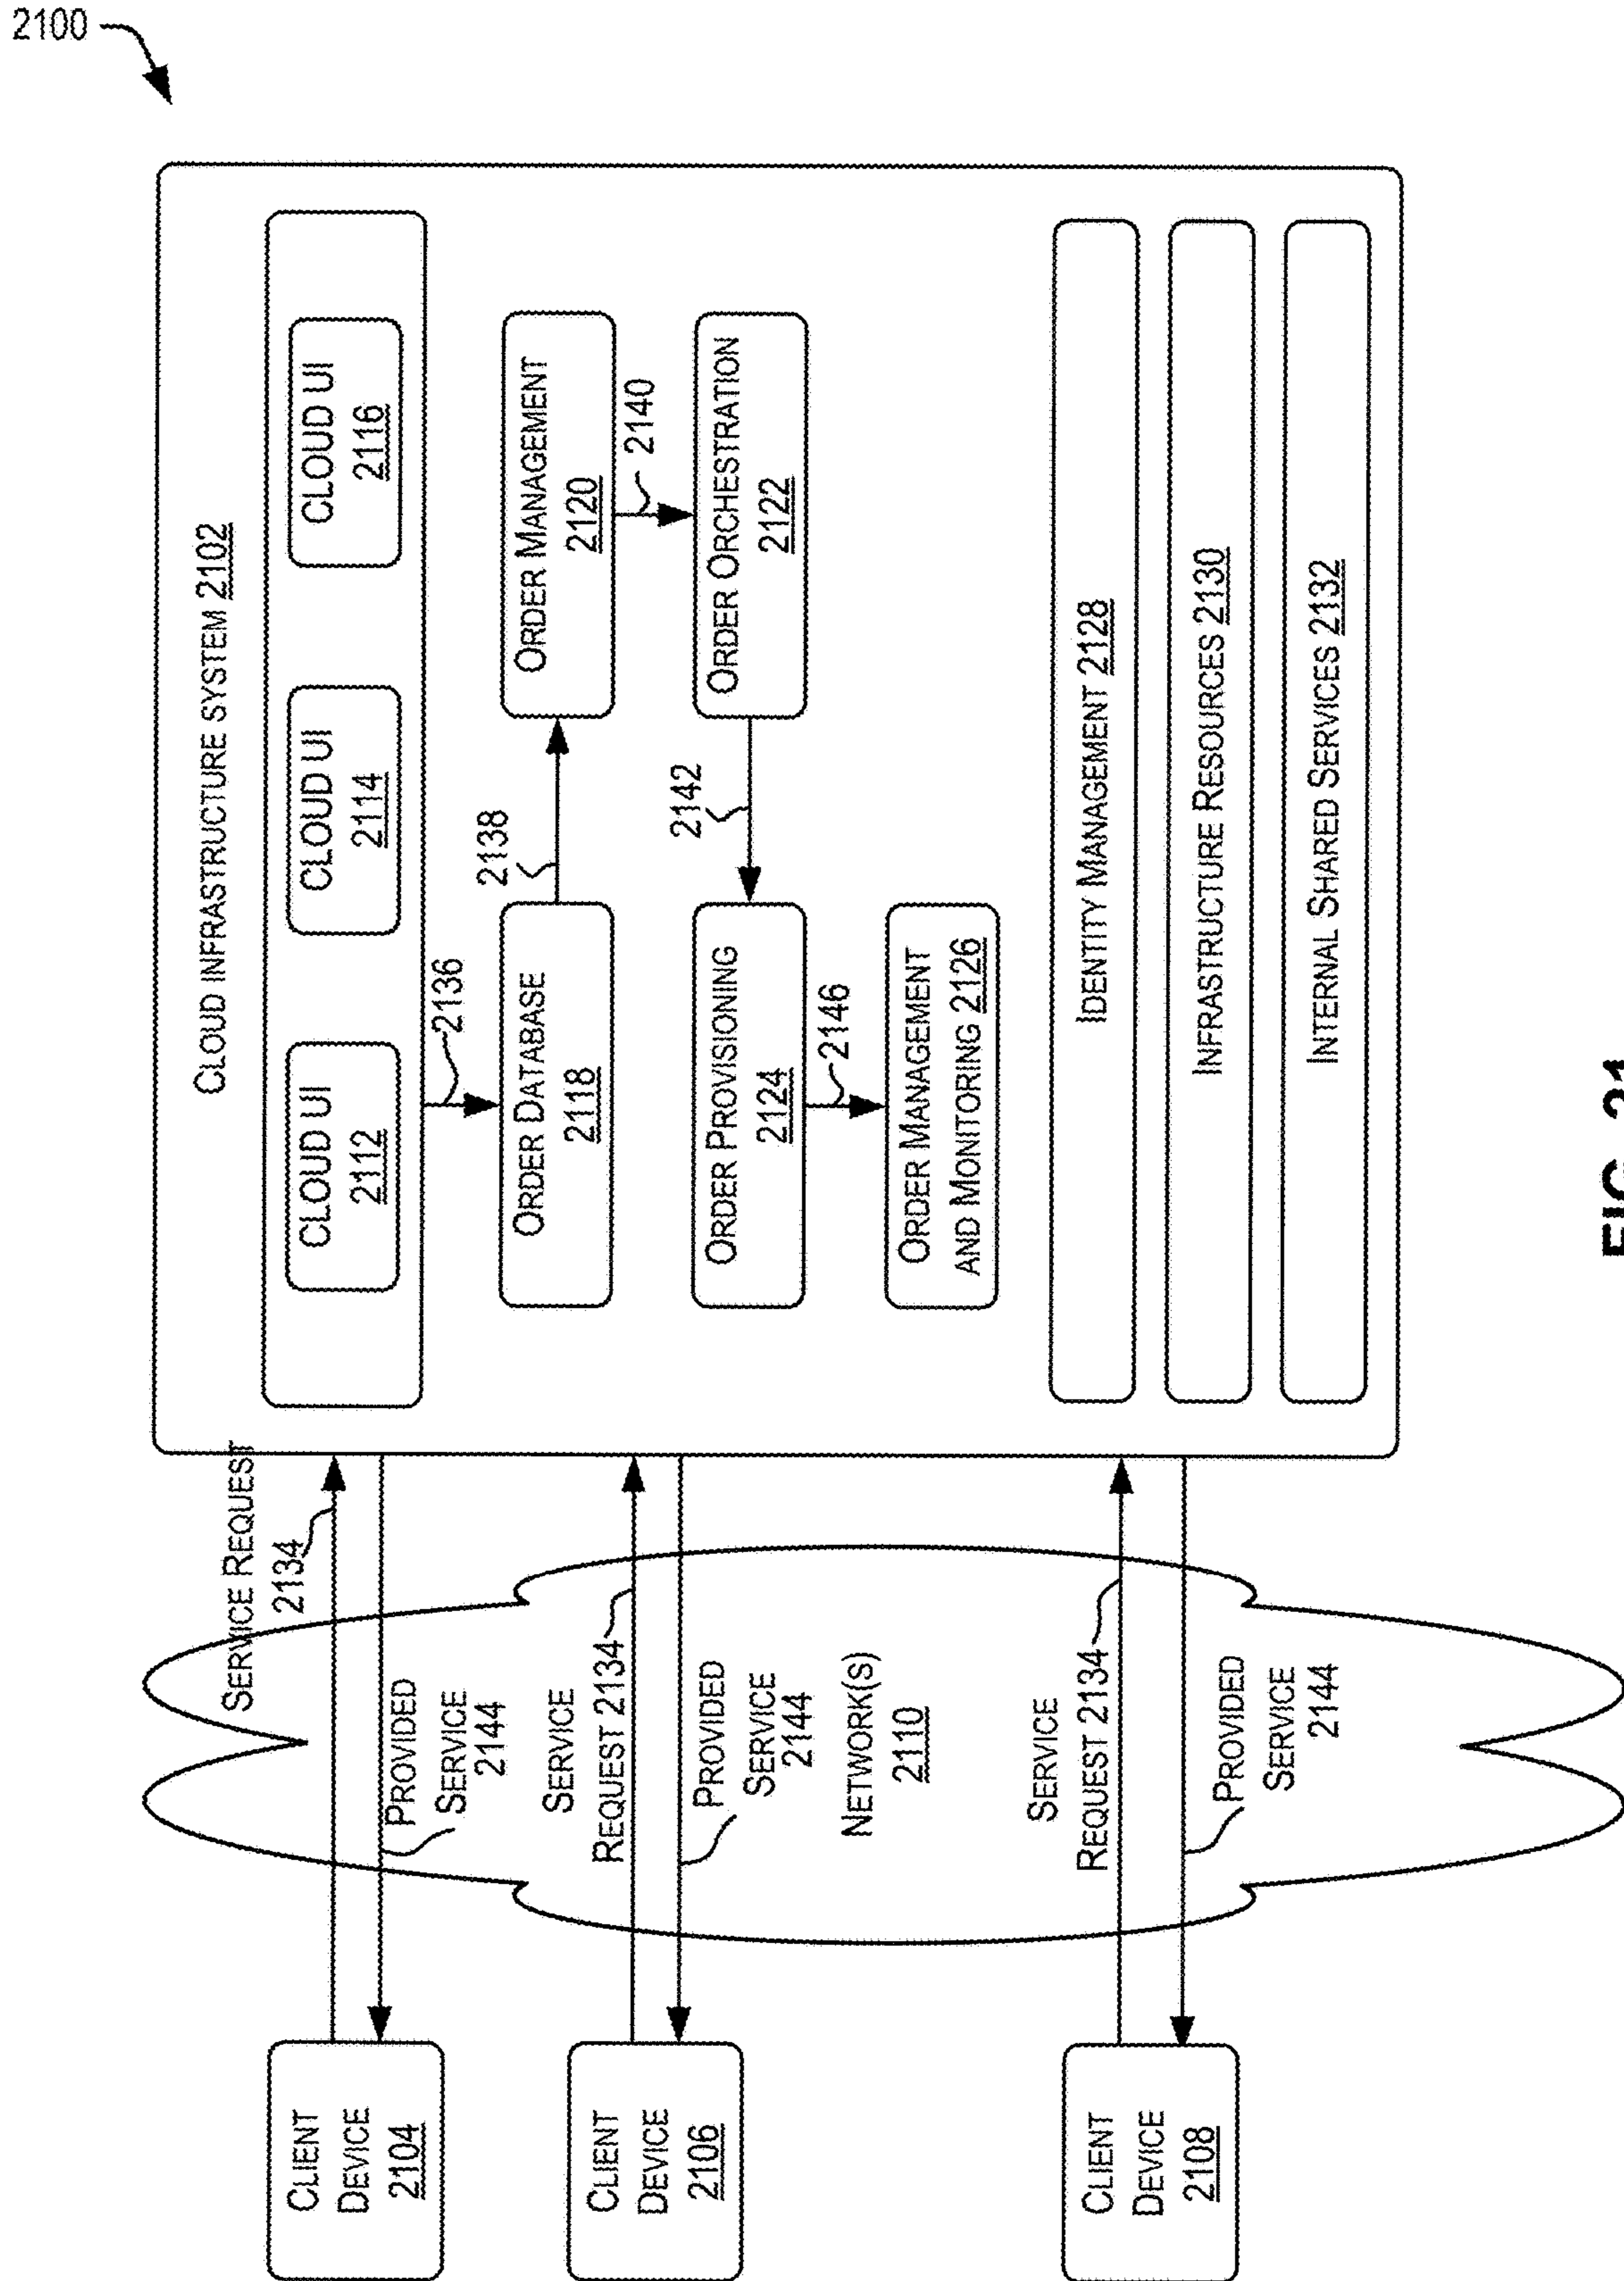 2100
CLOUD INFRASTRUCTURE SYSTEM 2102
CLOUD UI
2112
CLOUD UI
2114
CLOUD UI
2116
2136
ORDER DATABASE
2118
2138
ORDER MANAGEMENT
2120
2140
ORDER PROVISIONING
2124
2142
ORDER ORCHESTRATION
2122
2146
ORDER MANAGEMENT
AND MONITORING 2126
IDENTITY MANAGEMENT 2128
INFRASTRUCTURE RESOURCES 2130
INTERNAL SHARED SERVICES 2132
SERVICE REQUEST
2134
PROVIDED
SERVICE
2144
SERVICE
REQUEST 2134
PROVIDED
SERVICE
2144
NETWORK(S)
2110
SERVICE
REQUEST 2134
PROVIDED
SERVICE
2144
CLIENT
DEVICE
2104
CLIENT
DEVICE
2106
CLIENT
DEVICE
2108
FIG. 21